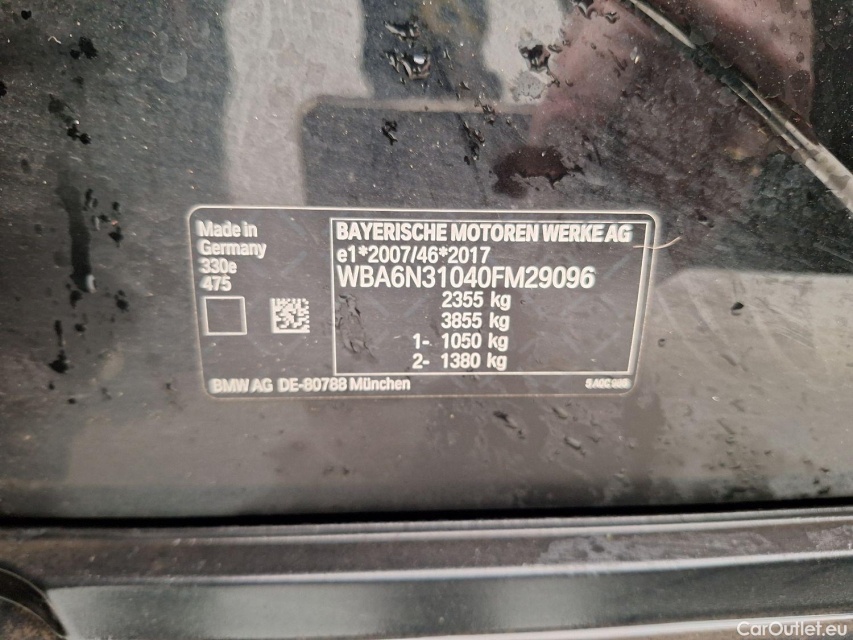 Made in
Germany
330e
475
BAYERISCHE MOTOREN WERKE AG
e1*2007/46*2017
WBA6N31040FM29096
2355 kg
3855 kg
1- 1050 kg
2- 1380 kg
BMW AG DE-80788 München
CarOutlet.eu